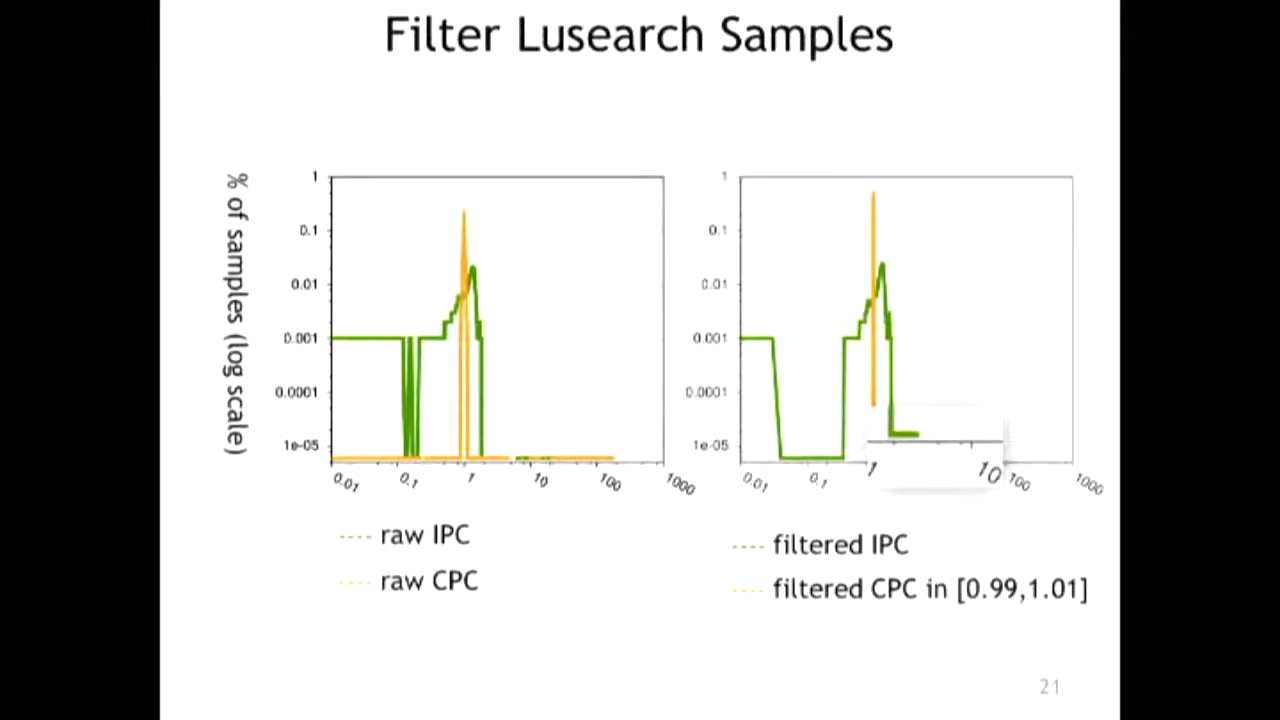 Filter Lusearch Samples
% of samples (log scale)
1
0.1
0.01
0.001
0.0001
1e-05
0.01 0.1 1 10 100 1000
raw IPC
raw CPC
1
0.1
0.01
0.001
0.0001
1e-05
0.01 0.1 1 10 100 1000
filtered IPC
filtered CPC in [0.99,1.01]
21